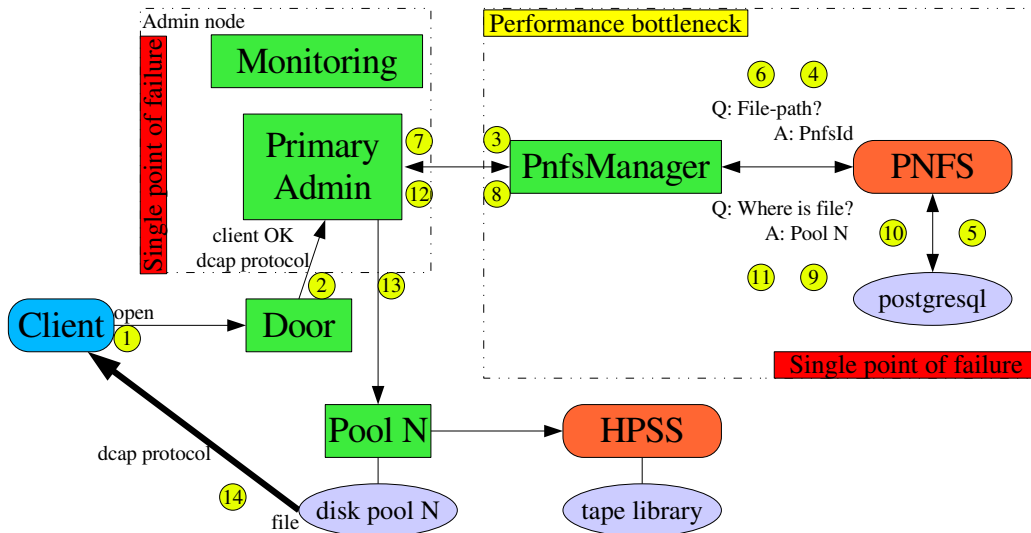 Admin node
Single point of failure
Monitoring
Primary
Admin
7
12
client OK
dcap protocol
2
13
Performance bottleneck
6
4
Q: File-path?
A: PnfsId
3
8
PnfsManager
PNFS
Q: Where is file?
A: Pool N
10
5
11
9
postgresql
Single point of failure
Client
open
1
Door
Pool N
HPSS
dcap protocol
14
file
disk pool N
tape library